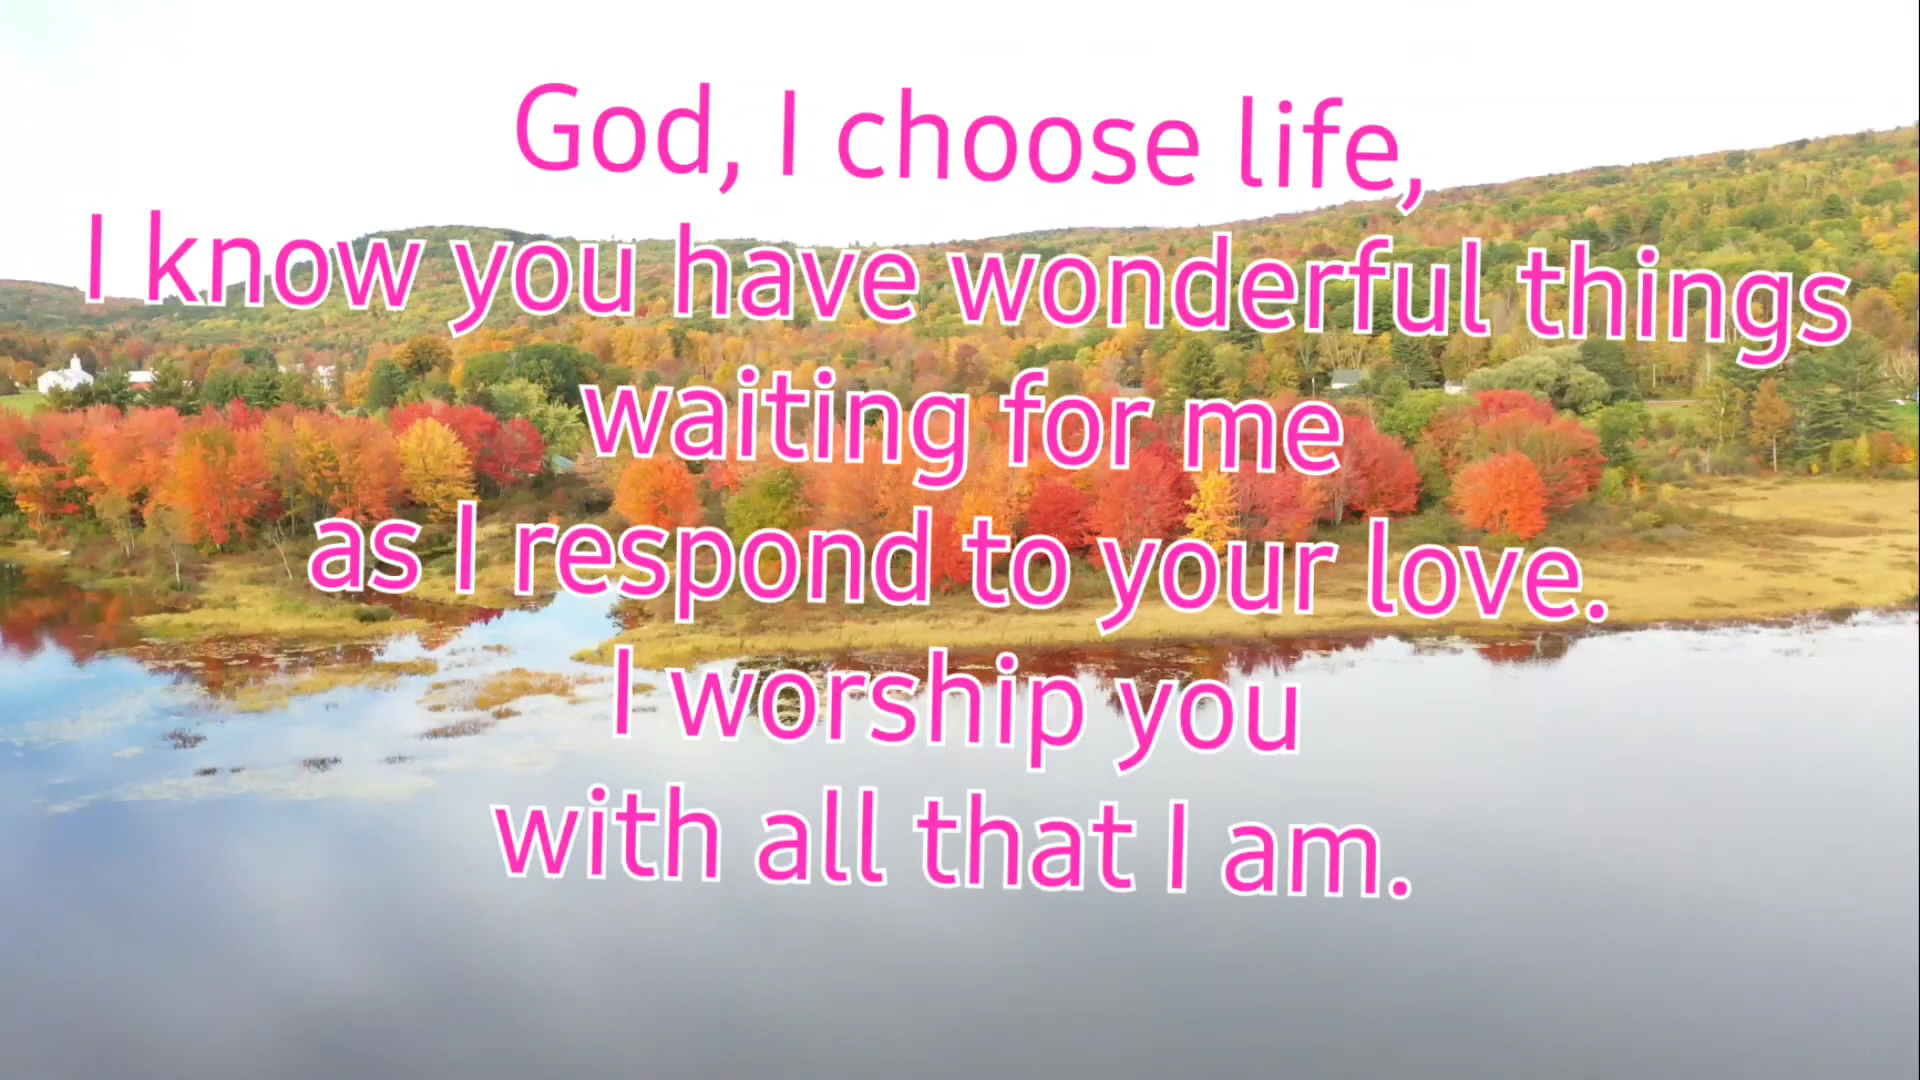 God, I choose life,
I know you have wonderful things
waiting for me
as I respond to your love.
I worship you
with all that I am.